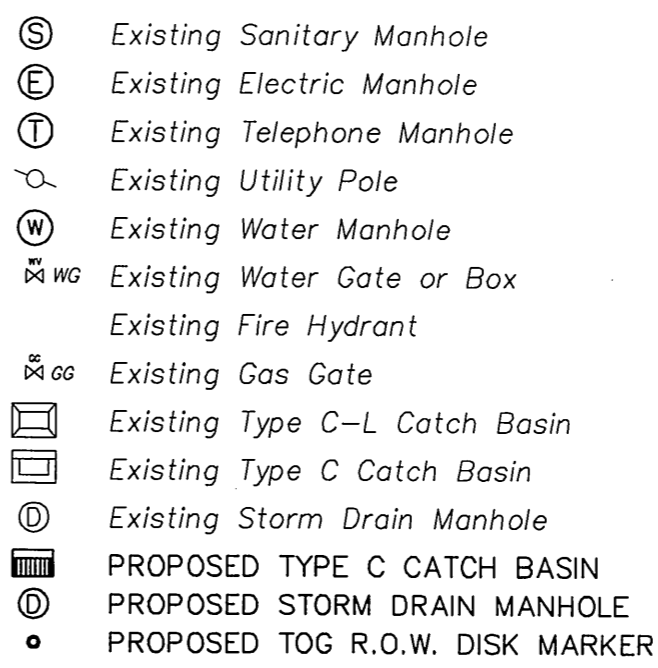 S Existing Sanitary Manhole
E Existing Electric Manhole
T Existing Telephone Manhole
Existing Utility Pole
W Existing Water Manhole
WV WG Existing Water Gate or Box
Existing Fire Hydrant
GG Existing Gas Gate
Existing Type C-L Catch Basin
Existing Type C Catch Basin
D Existing Storm Drain Manhole
PROPOSED TYPE C CATCH BASIN
D PROPOSED STORM DRAIN MANHOLE
PROPOSED TOG R.O.W. DISK MARKER